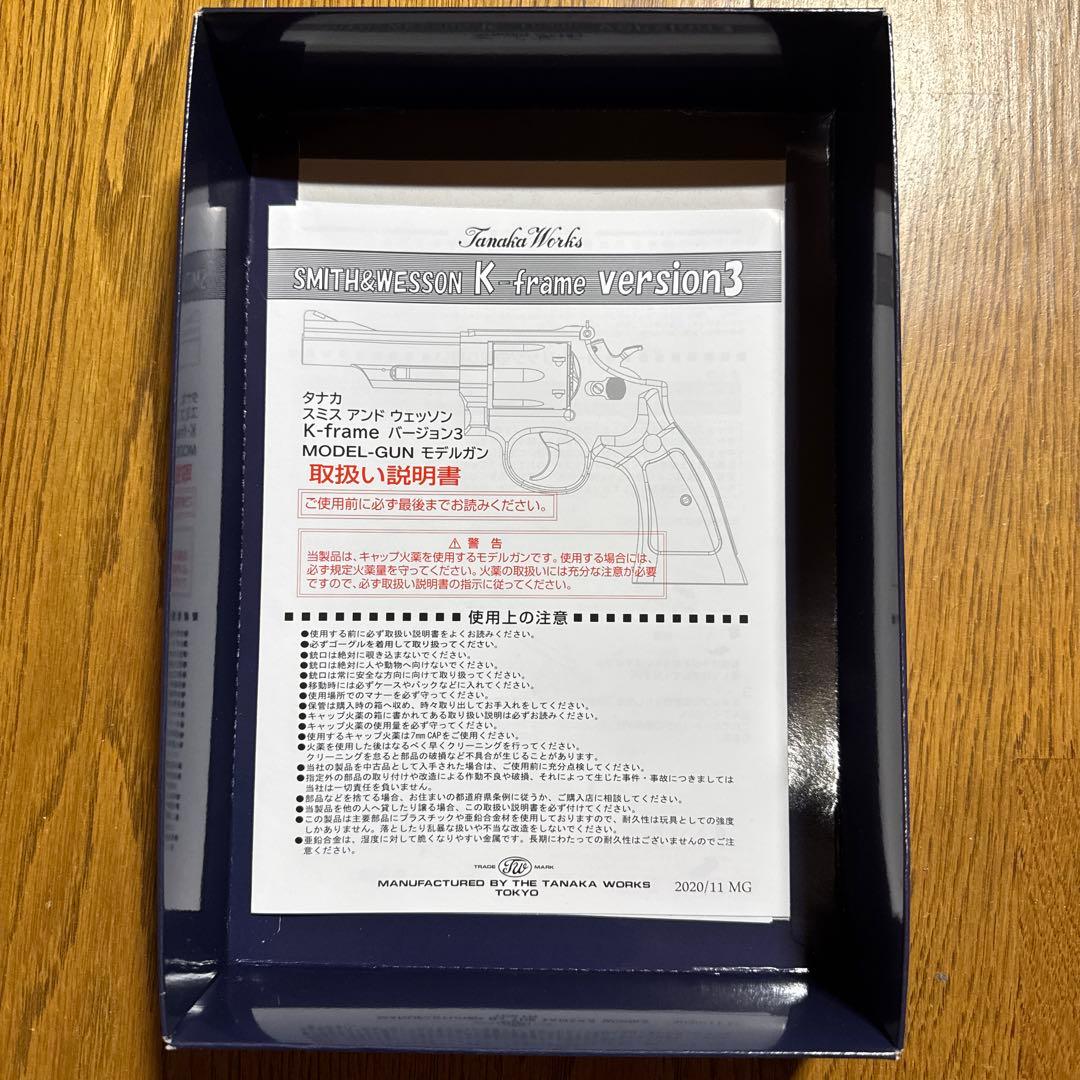 Tanaka Works
SMITH&WESSON K-frame version3
タナカ
スミス アンド ウェッソン
K-frame バージョン3
MODEL-GUN モデルガン
取扱い説明書
ご使用前に必ず最後までお読みください。
⚠ 警 告
当製品は、キャップ火薬を使用するモデルガンです。使用する場合には、
必ず規定火薬量を守ってください。火薬の取扱いには充分な注意が必要
ですので、必ず取扱い説明書の指示に従ってください。
使用上の注意
●使用する前に必ず取扱い説明書をよくお読みください。
●必ずゴーグルを着用して取り扱ってください。
●銃口は絶対に覗き込まないでください。
●銃口は絶対に人や動物へ向けないでください。
●銃口は常に安全な方向に向けて取り扱ってください。
●移動時には必ずケースやバックなどに入れてください。
●使用場所でのマナーを必ず守ってください。
●保管は購入時の箱へ収め、時々取り出してお手入れをしてください。
●キャップ火薬の箱に書かれてある取り扱い説明は必ずお読みください。
●キャップ火薬の使用量を必ず守ってください。
●使用するキャップ火薬は7mm CAPをご使用ください。
●火薬を使用した後はなるべく早くクリーニングを行ってください。
クリーニングを怠ると部品の破損など不具合が生じることがあります。
●当社の製品を中古品として入手された場合は、ご使用前に充分点検してください。
●指定外の部品の取り付けや改造による作動不良や破損、それによって生じた事件・事故につきましては
当社は一切責任を負いません。
●部品などを捨てる場合、お住まいの都道府県条例に従うか、ご購入店に相談してください。
●当製品を他の人へ貸したり譲る場合、この取扱い説明書を必ず付けてください。
●この製品は主要部品にプラスチックや亜鉛合金材を使用しておりますので、耐久性は玩具としての強度
しかありません。落としたり乱暴な扱いや不当な改造をしないでください。
●亜鉛合金は、湿度に対して脆くなりやすい金属です。長期にわたっての耐久性はございませんのでご注
意ください。
TRADE TW MARK
MANUFACTURED BY THE TANAKA WORKS
TOKYO
2020/11 MG